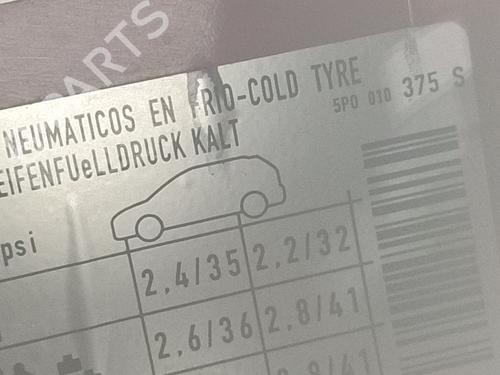 PARTS
NEUMATICOS EN FRIO-COLD TYRE
5P0 010 375 S
EIFENFUeLLDRUCK KALT
psi
2,4/35 2.2/32
2,6/36 2,8/41